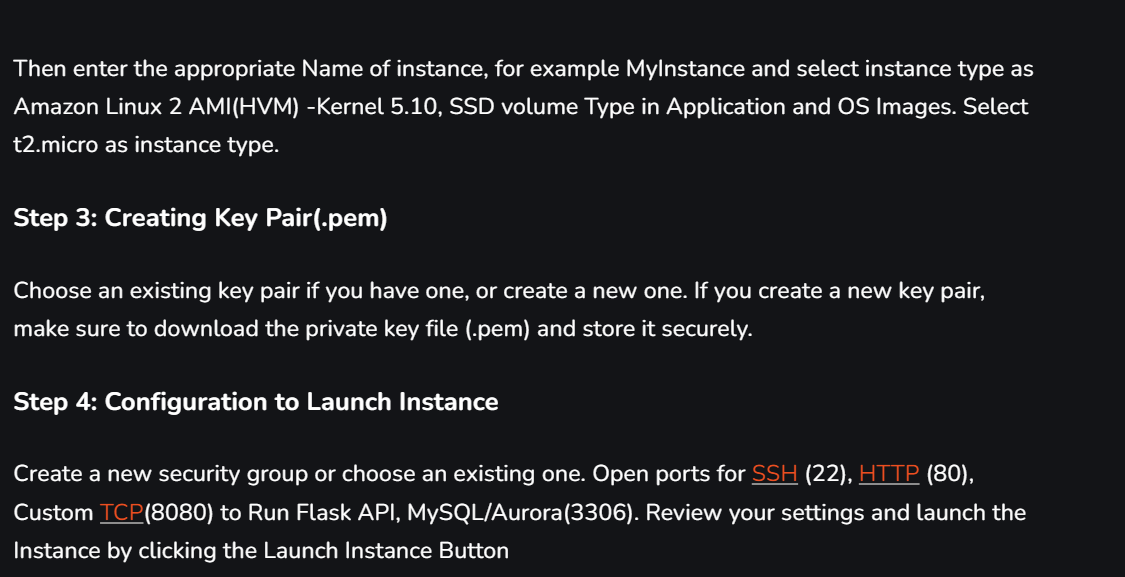 Then enter the appropriate Name of instance, for example MyInstance and select instance type as
Amazon Linux 2 AMI(HVM) -Kernel 5.10, SSD volume Type in Application and OS Images. Select
t2.micro as instance type.
Step 3: Creating Key Pair(.pem)
Choose an existing key pair if you have one, or create a new one. If you create a new key pair,
make sure to download the private key file (.pem) and store it securely.
Step 4: Configuration to Launch Instance
Create a new security group or choose an existing one. Open ports for SSH (22), HTTP (80),
Custom TCP(8080) to Run Flask API, MySQL/Aurora(3306). Review your settings and launch the
Instance by clicking the Launch Instance Button